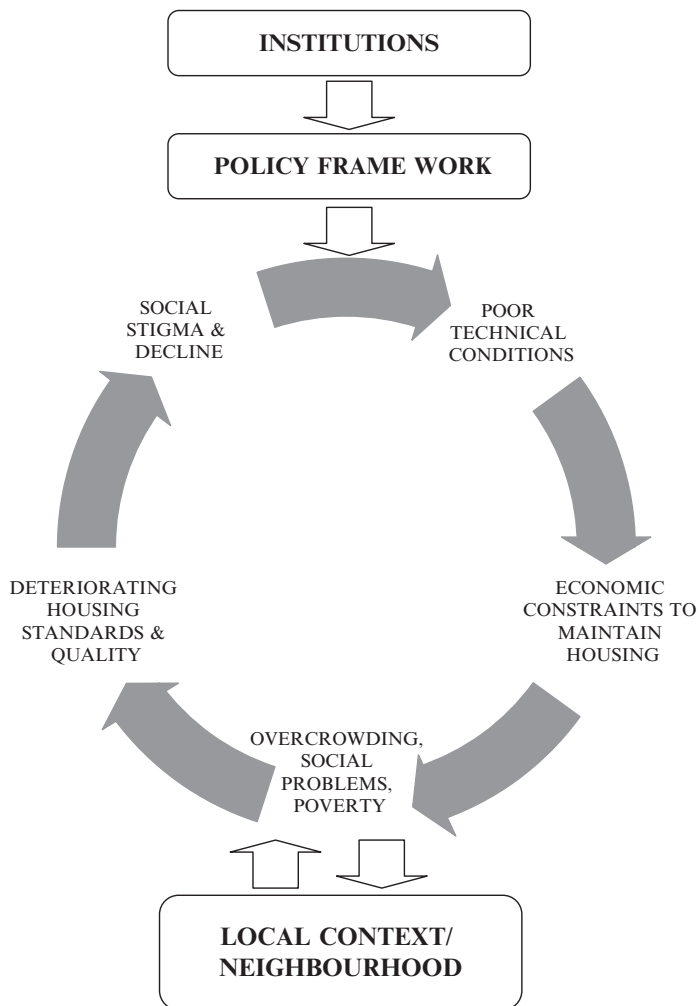 INSTITUTIONS
POLICY FRAME WORK
SOCIAL
STIGMA &
DECLINE
POOR
TECHNICAL
CONDITIONS
DETERIORATING
HOUSING
STANDARDS &
QUALITY
ECONOMIC
CONSTRAINTS TO
MAINTAIN
HOUSING
OVERCROWDING,
SOCIAL
PROBLEMS,
POVERTY
LOCAL CONTEXT/
NEIGHBOURHOOD